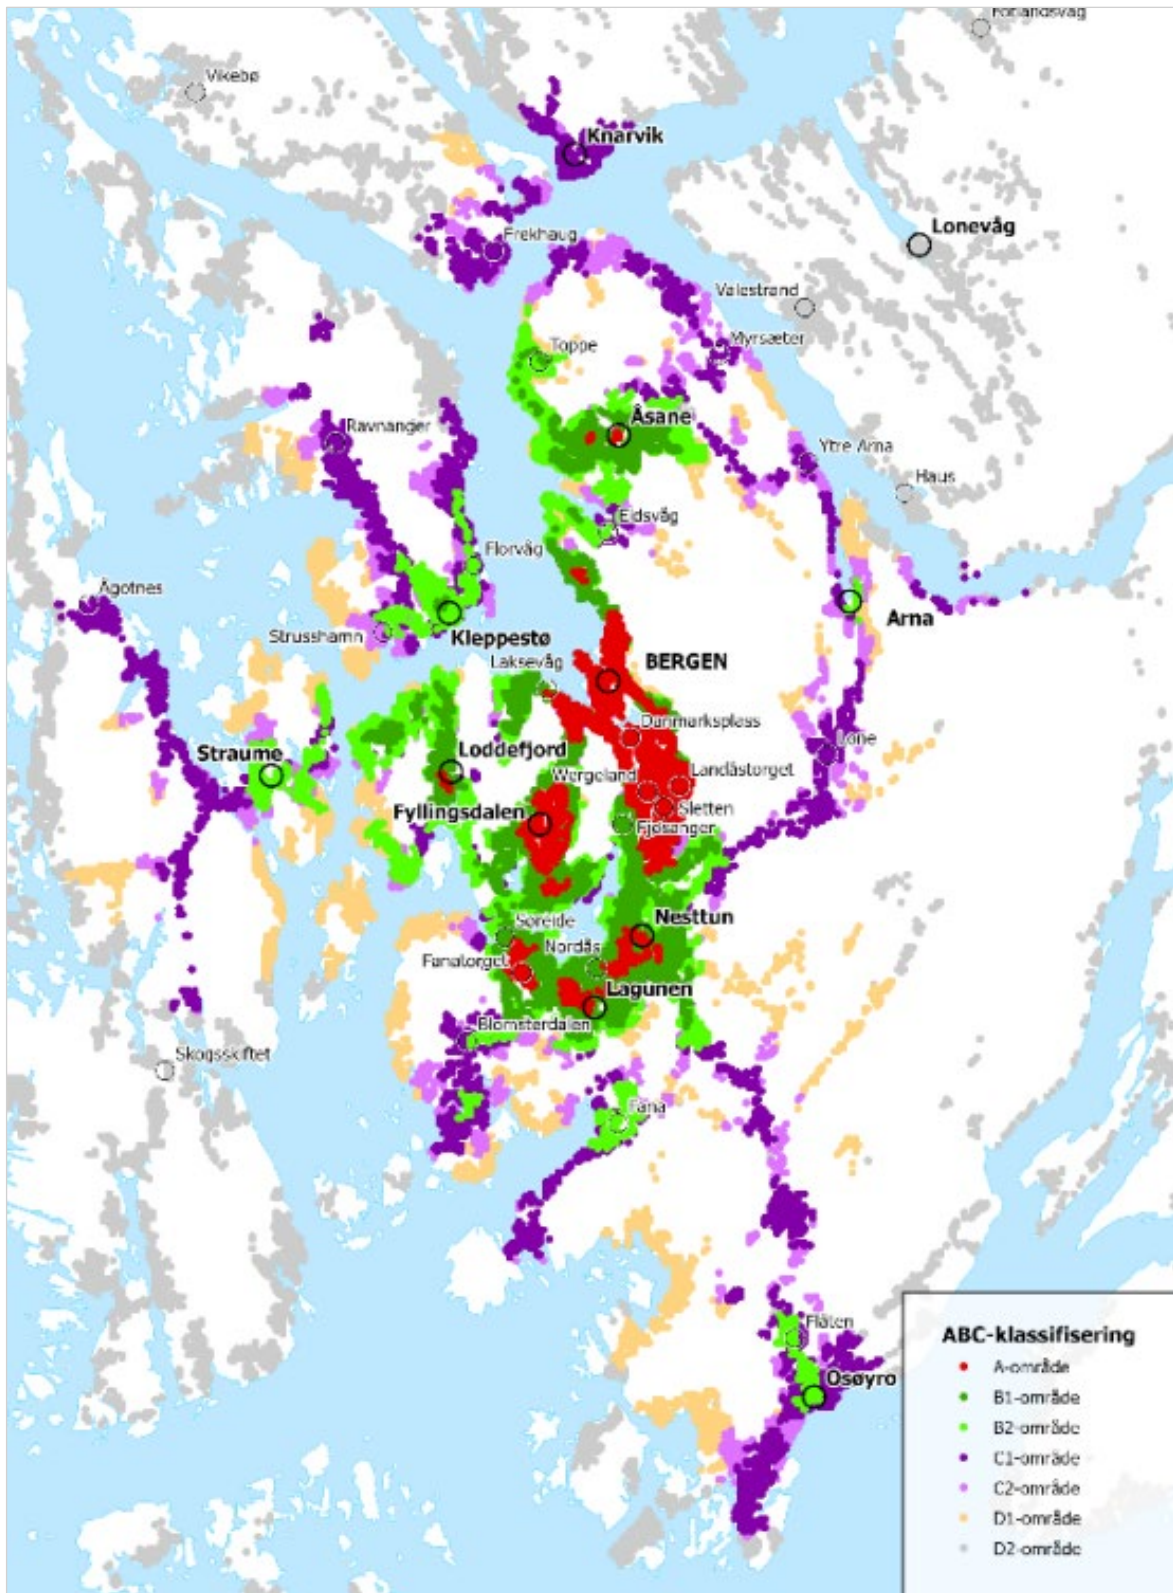 Forlandsvåg
Vikebø
Knarvik
Lonevåg
Frekhaug
Valestrand
Myrsæter
Toppe
Åsane
Ravnanger
Ytre Arna
Haus
Eidsvåg
Florvåg
Ågotnes
Arna
Strusshamn
Kleppestø
Laksevåg
BERGEN
Danmarksplass
Straume
Loddefjord
Lone
Wergeland
Landåstorget
Fyllingsdalen
Sletten
Fjøsanger
Søreide
Nesttun
Nordås
Fanatorget
Lagunen
Blomsterdalen
Skogsskiftet
Fana
Flåten
Osøyro
ABC-klassifisering
A-område
B1-område
B2-område
C1-område
C2-område
D1-område
D2-område